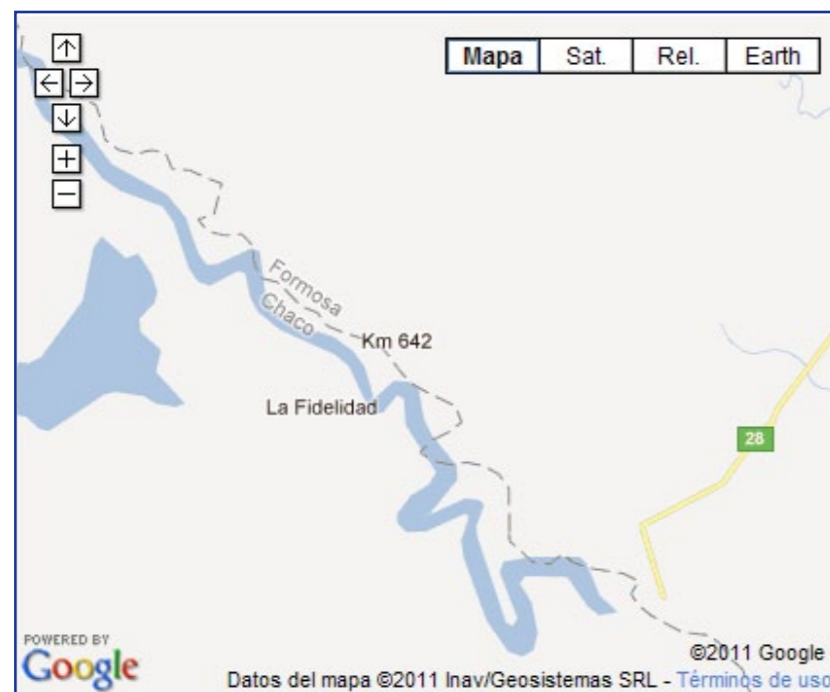 Mapa Sat. Rel. Earth
Formosa
Chaco
Km 642
La Fidelidad
28
POWERED BY
Google
©2011 Google
Datos del mapa ©2011 Inav/Geosistemas SRL - Términos de uso